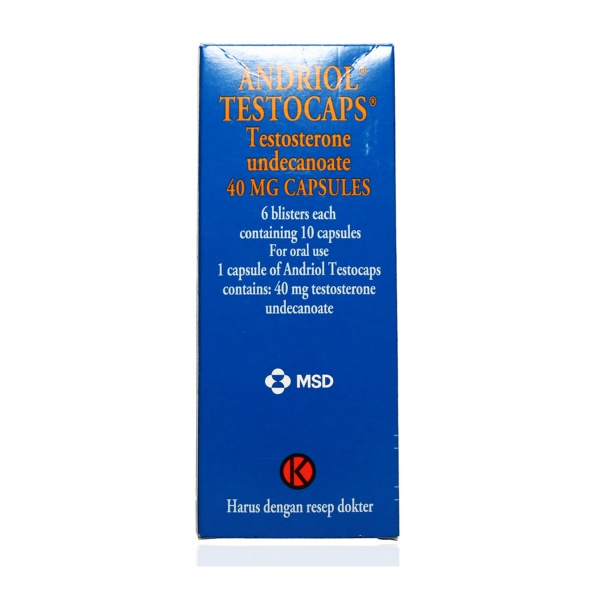 ANDRIOL®
TESTOCAPS®
Testosterone
undecanoate
40 MG CAPSULES
6 blisters each
containing 10 capsules
For oral use
1 capsule of Andriol Testocaps
contains: 40 mg testosterone
undecanoate
MSD
K
Harus dengan resep dokter